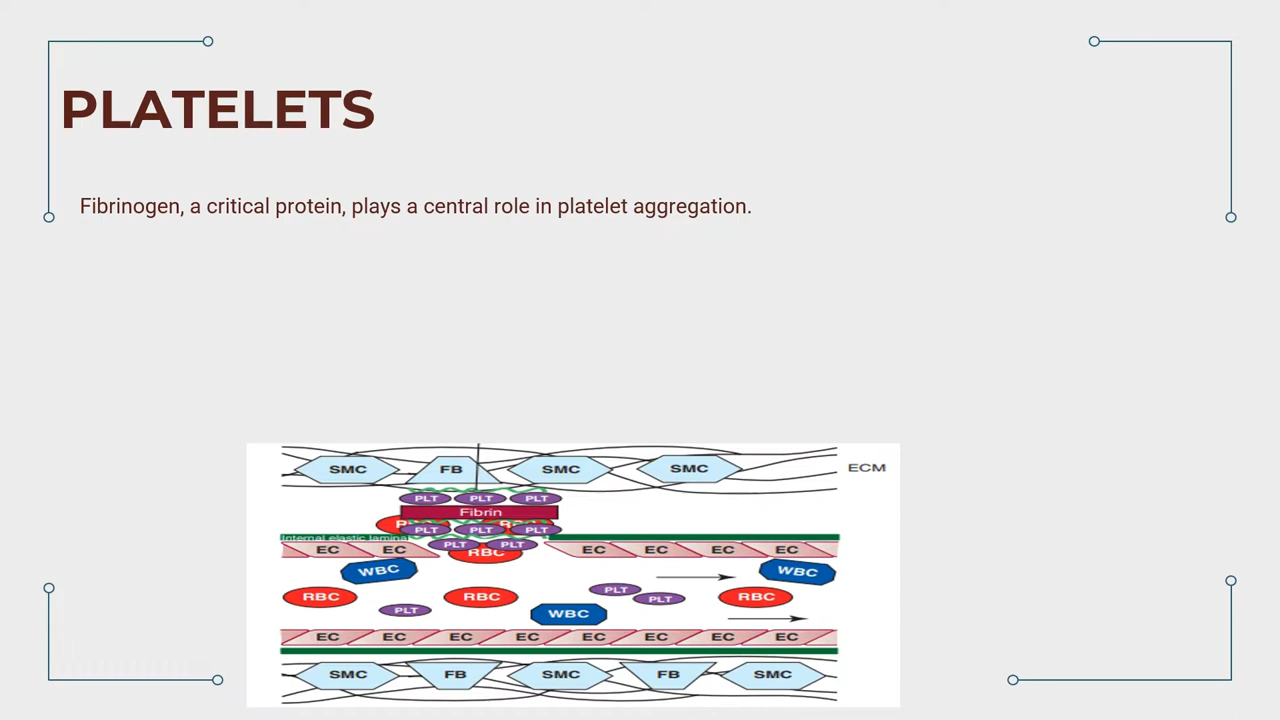 PLATELETS
Fibrinogen, a critical protein, plays a central role in platelet aggregation.
SMC FB SMC SMC ECM
PLT PLT PLT
Fibrin
PLT PLT PLT
Internal elastic lamina
PLT PLT
RBC
EC EC EC EC EC EC
WBC WBC
RBC PLT RBC WBC PLT PLT RBC
EC EC EC EC EC EC EC EC
SMC FB SMC FB SMC